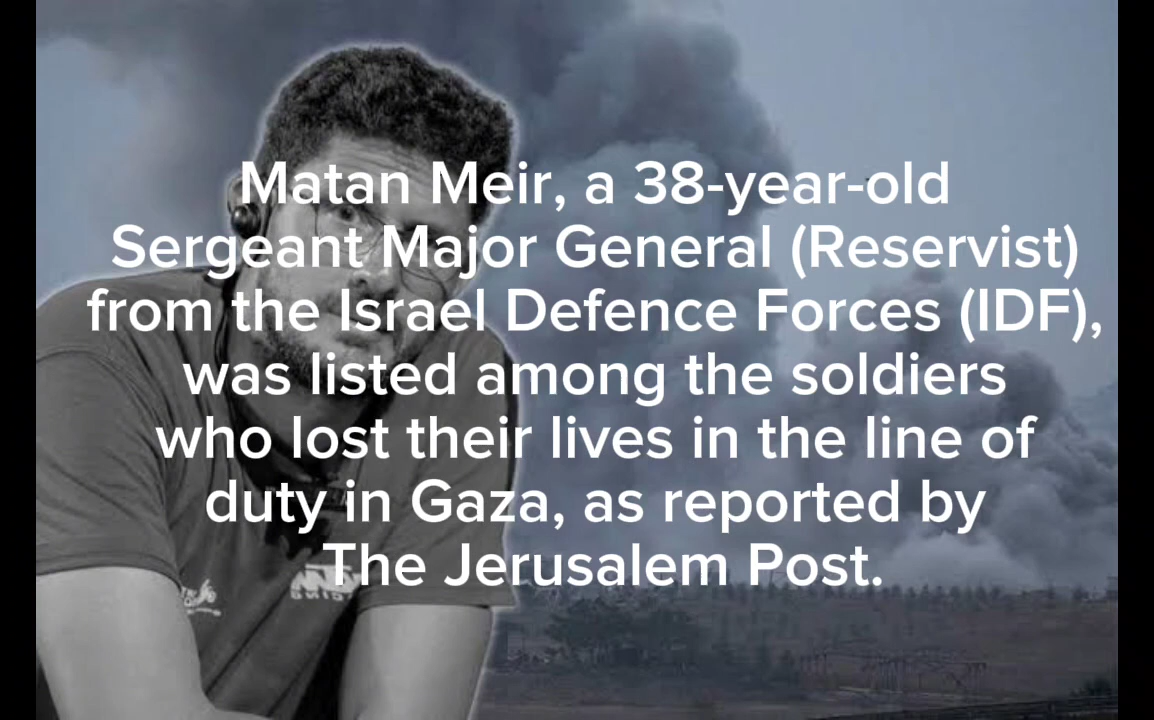 Matan Meir, a 38-year-old
Sergeant Major General (Reservist)
from the Israel Defence Forces (IDF),
was listed among the soldiers
who lost their lives in the line of
duty in Gaza, as reported by
The Jerusalem Post.